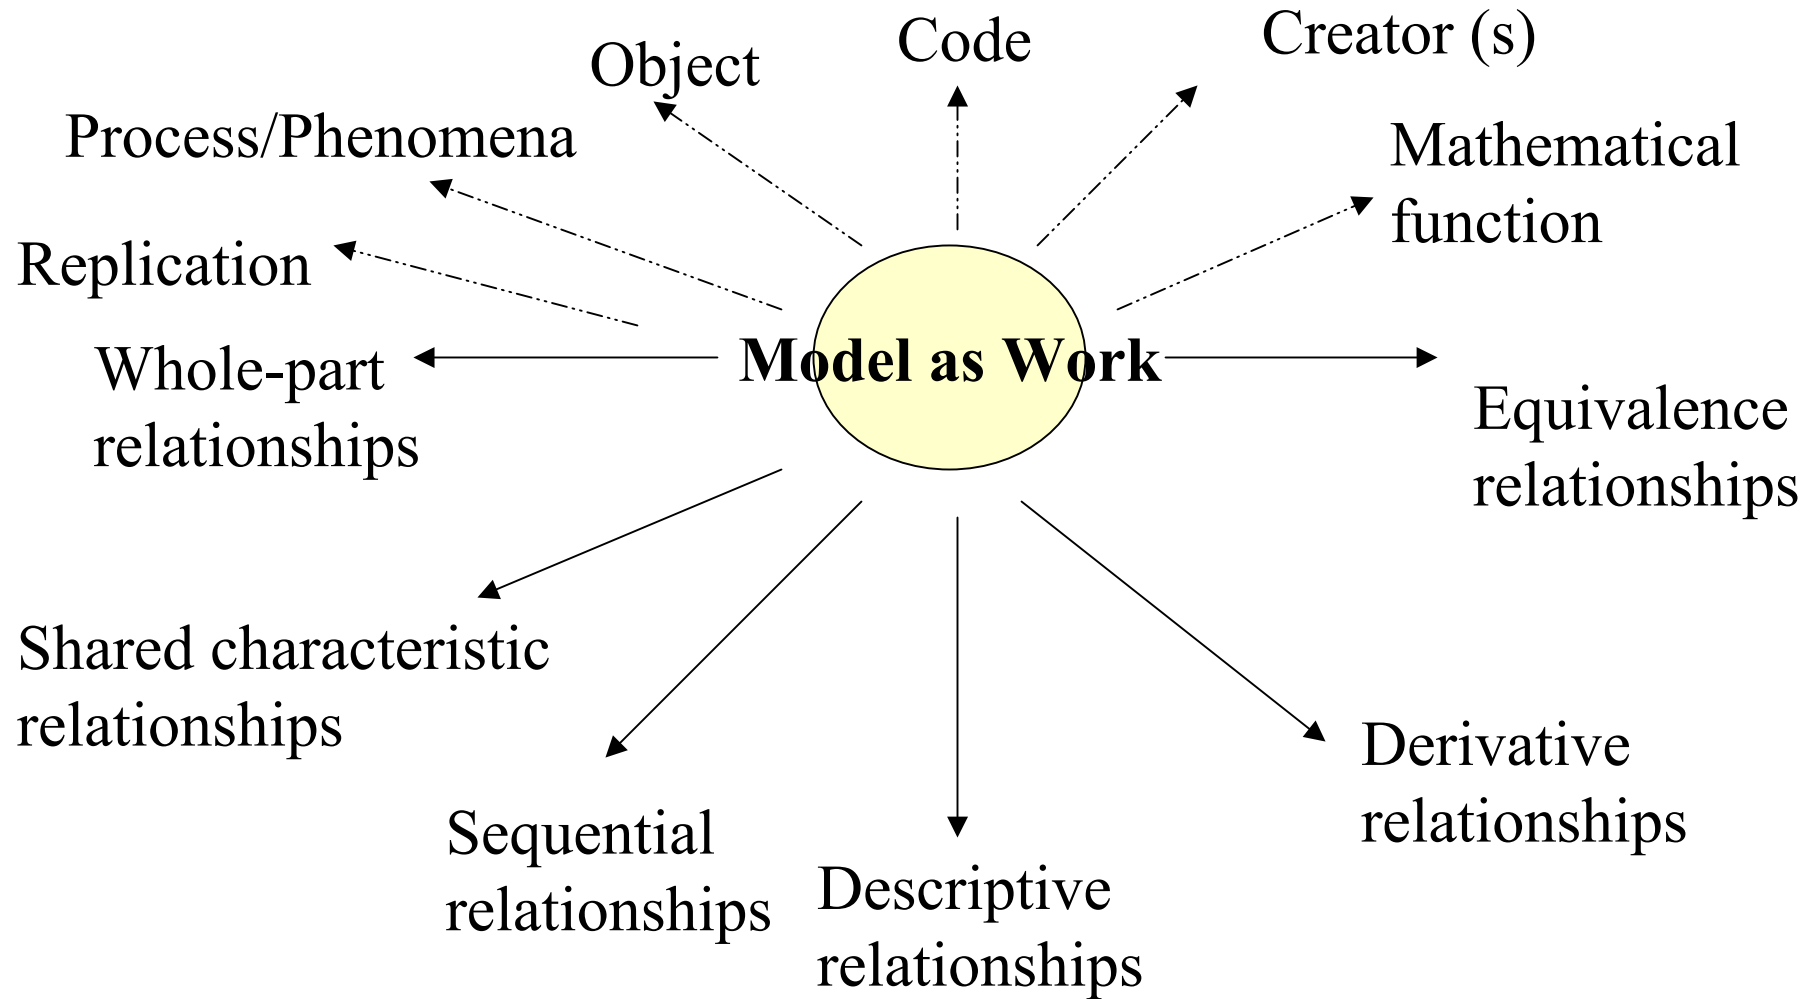 Creator (s)
Code
Object
Process/Phenomena
Mathematical
function
Replication
Model as Work
Whole-part
relationships
Equivalence
relationships
Shared characteristic
relationships
Derivative
relationships
Sequential
relationships
Descriptive
relationships